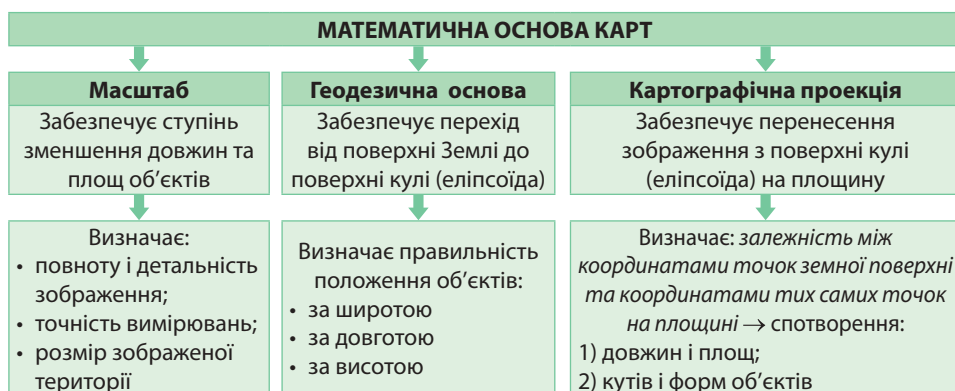 МАТЕМАТИЧНА ОСНОВА КАРТ
Масштаб
Забезпечує ступінь
зменшення довжин та
площ об’єктів
Визначає:
• повноту і детальність
зображення;
• точність вимірювань;
• розмір зображеної
території
Геодезична основа
Забезпечує перехід
від поверхні Землі до
поверхні кулі (еліпсоїда)
Визначає правильність
положення об’єктів:
• за широтою
• за довготою
• за висотою
Картографічна проекція
Забезпечує перенесення
зображення з поверхні кулі
(еліпсоїда) на площину
Визначає: залежність між
координатами точок земної поверхні
та координатами тих самих точок
на площині → спотворення:
1) довжин і площ;
2) кутів і форм об’єктів